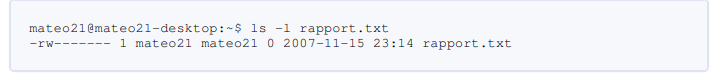 mateo21@mateo21-desktop:~$ ls -l rapport.txt
-rw------- 1 mateo21 mateo21 0 2007-11-15 23:14 rapport.txt